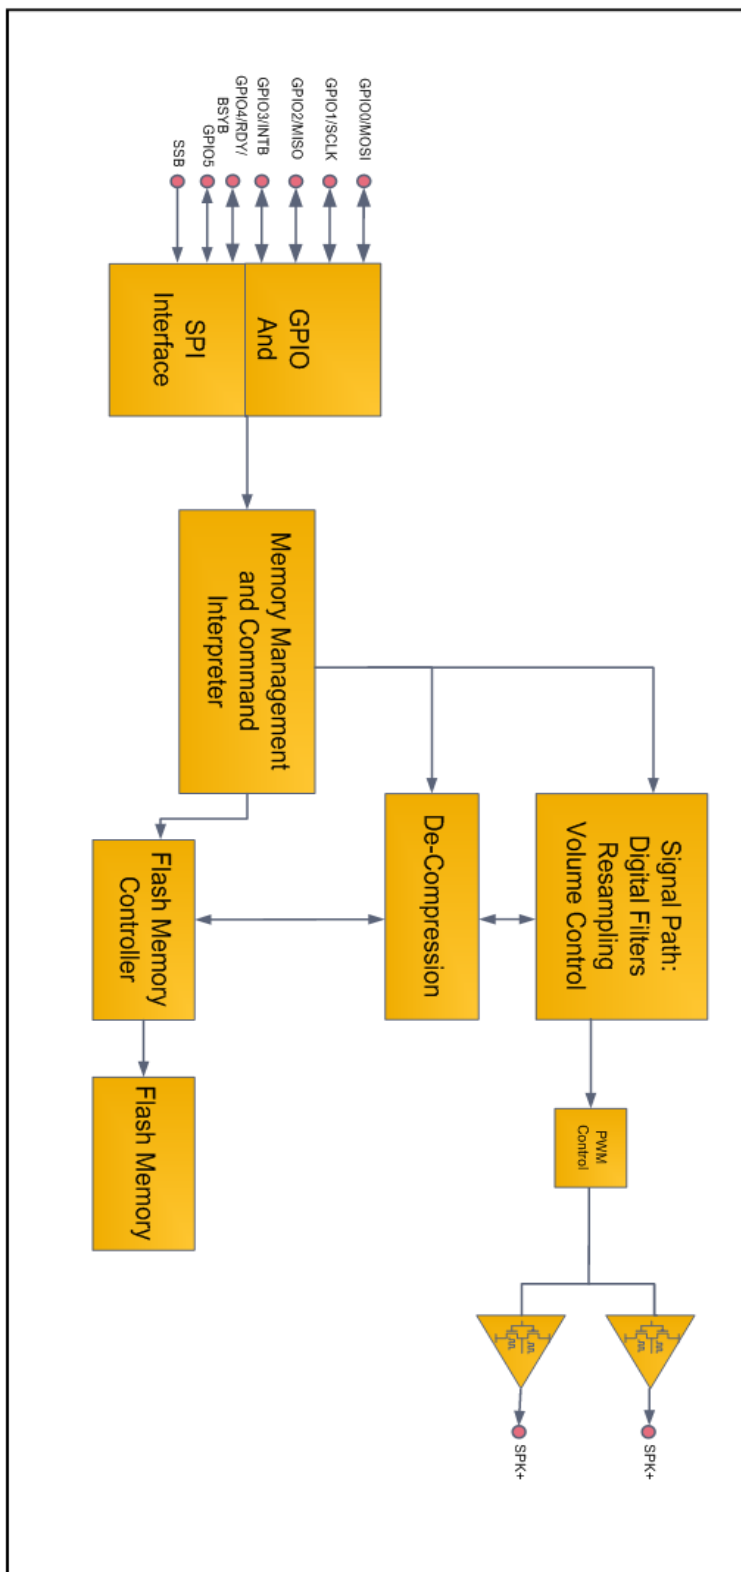 GPIO0/MOSI
GPIO1/SCLK
GPIO2/MISO
GPIO3/INTB
GPIO4/RDY/
BSYB
GPIO5
SSB
GPIO
And
SPI
Interface
Memory Management
and Command
Interpreter
Signal Path:
Digital Filters
Resampling
Volume Control
De-Compression
Flash Memory
Controller
Flash Memory
PWM
Control
SPK+
SPK+